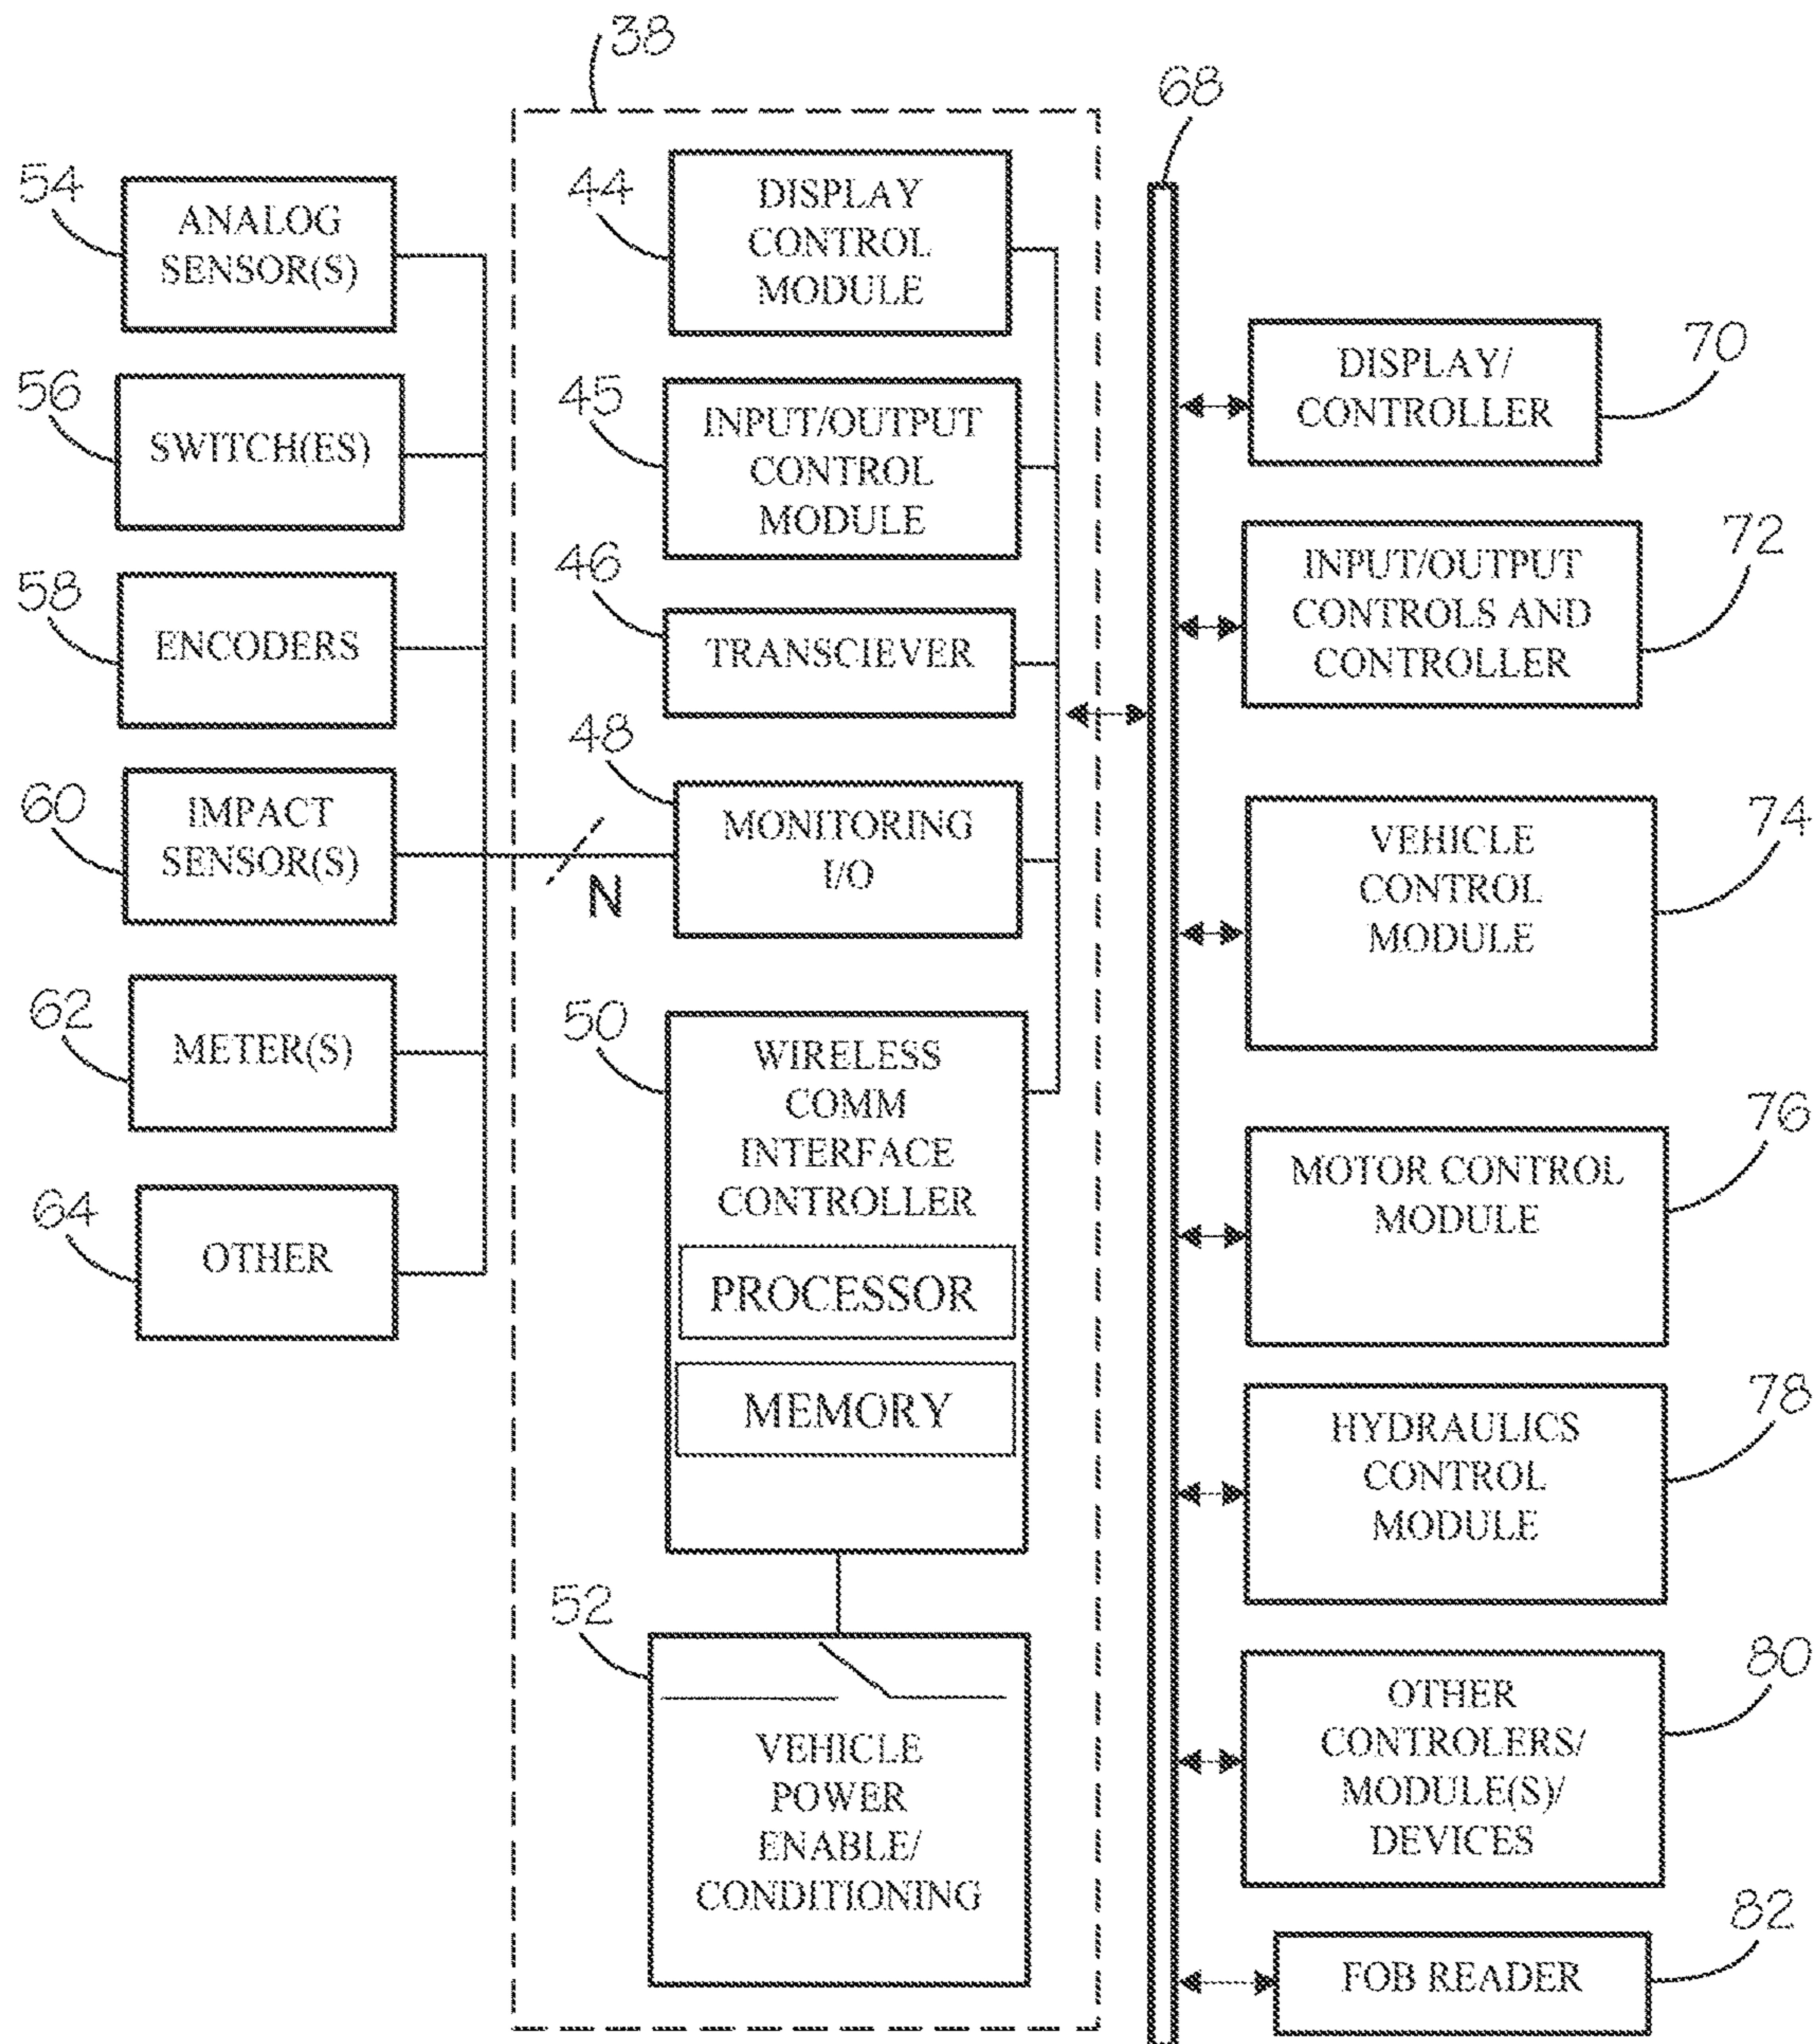 38
68
54
ANALOG
SENSOR(S)
56
SWITCH(ES)
58
ENCODERS
60
IMPACT
SENSOR(S)
62
METER(S)
64
OTHER
44
DISPLAY
CONTROL
MODULE
45
INPUT/OUTPUT
CONTROL
MODULE
46
TRANSCIEVER
48
MONITORING
I/O
N
50
WIRELESS
COMM
INTERFACE
CONTROLLER
PROCESSOR
MEMORY
52
VEHICLE
POWER
ENABLE/
CONDITIONING
DISPLAY/
CONTROLLER
70
INPUT/OUTPUT
CONTROLS AND
CONTROLLER
72
VEHICLE
CONTROL
MODULE
74
MOTOR CONTROL
MODULE
76
HYDRAULICS
CONTROL
MODULE
78
OTHER
CONTROLERS/
MODULE(S)/
DEVICES
80
FOB READER
82